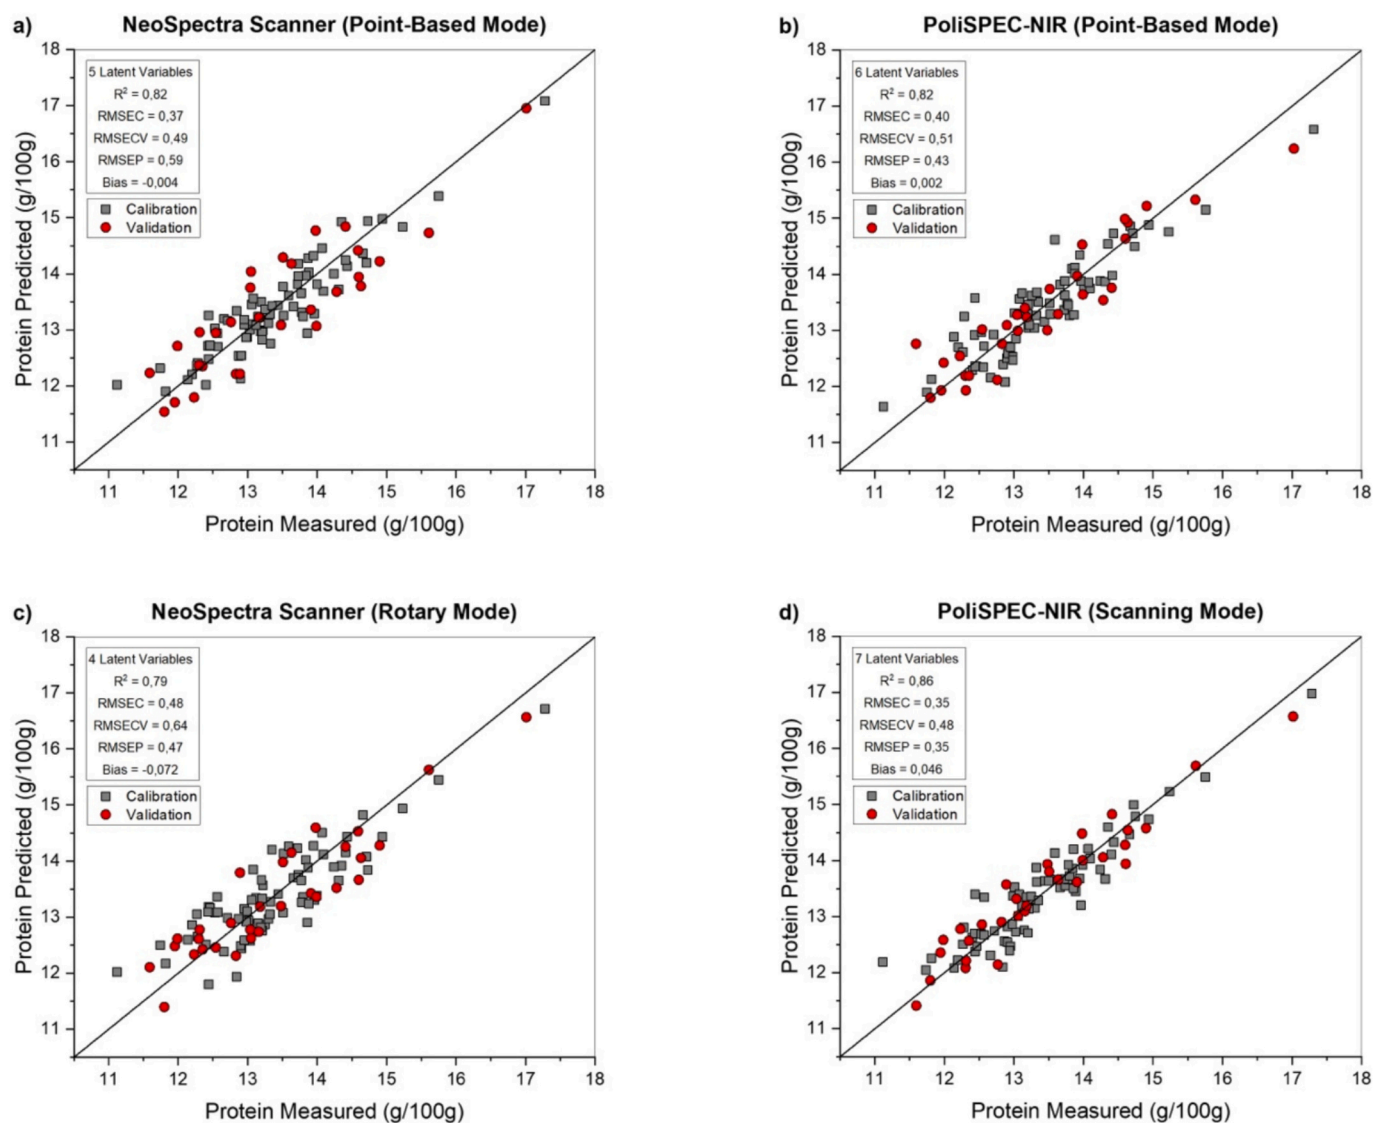 a) NeoSpectra Scanner (Point-Based Mode)
18
17
16
15
14
13
12
11
Protein Predicted (g/100g)
5 Latent Variables
R² = 0,82
RMSEC = 0,37
RMSECV = 0,49
RMSEP = 0,59
Bias = -0,004
Calibration
Validation
11 12 13 14 15 16 17 18
Protein Measured (g/100g)
b) PoliSPEC-NIR (Point-Based Mode)
18
17
16
15
14
13
12
11
Protein Predicted (g/100g)
6 Latent Variables
R² = 0,82
RMSEC = 0,40
RMSECV = 0,51
RMSEP = 0,43
Bias = 0,002
Calibration
Validation
11 12 13 14 15 16 17 18
Protein Measured (g/100g)
c) NeoSpectra Scanner (Rotary Mode)
18
17
16
15
14
13
12
11
Protein Predicted (g/100g)
4 Latent Variables
R² = 0,79
RMSEC = 0,48
RMSECV = 0,64
RMSEP = 0,47
Bias = -0,072
Calibration
Validation
11 12 13 14 15 16 17 18
Protein Measured (g/100g)
d) PoliSPEC-NIR (Scanning Mode)
18
17
16
15
14
13
12
11
Protein Predicted (g/100g)
7 Latent Variables
R² = 0,86
RMSEC = 0,35
RMSECV = 0,48
RMSEP = 0,35
Bias = 0,046
Calibration
Validation
11 12 13 14 15 16 17 18
Protein Measured (g/100g)